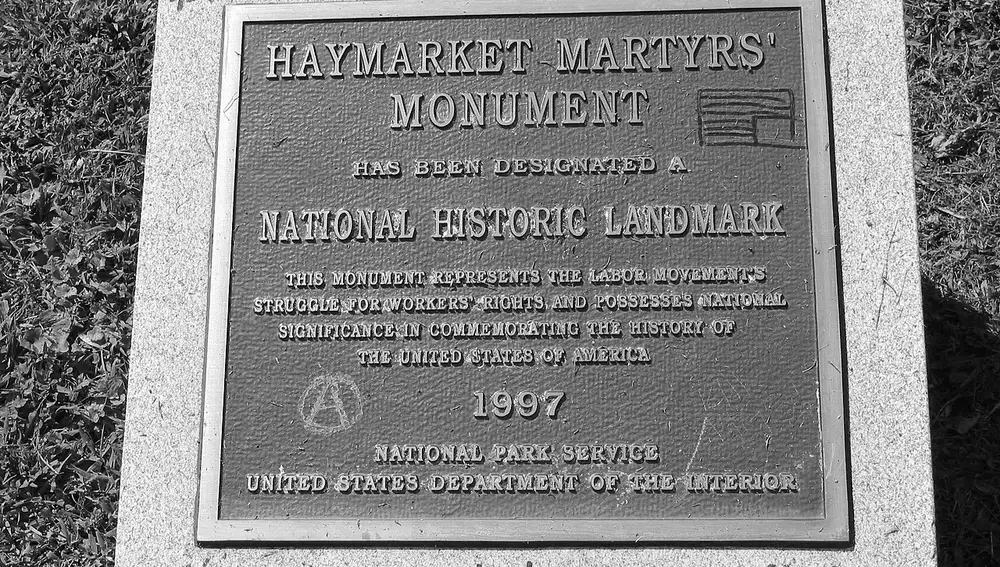 HAYMARKET MARTYRS'
MONUMENT
HAS BEEN DESIGNATED A
NATIONAL HISTORIC LANDMARK
THIS MONUMENT REPRESENTS THE LABOR MOVEMENT'S
STRUGGLE FOR WORKERS' RIGHTS, AND POSSESSES NATIONAL
SIGNIFICANCE IN COMMEMORATING THE HISTORY OF
THE UNITED STATES OF AMERICA
1997
NATIONAL PARK SERVICE
UNITED STATES DEPARTMENT OF THE INTERIOR